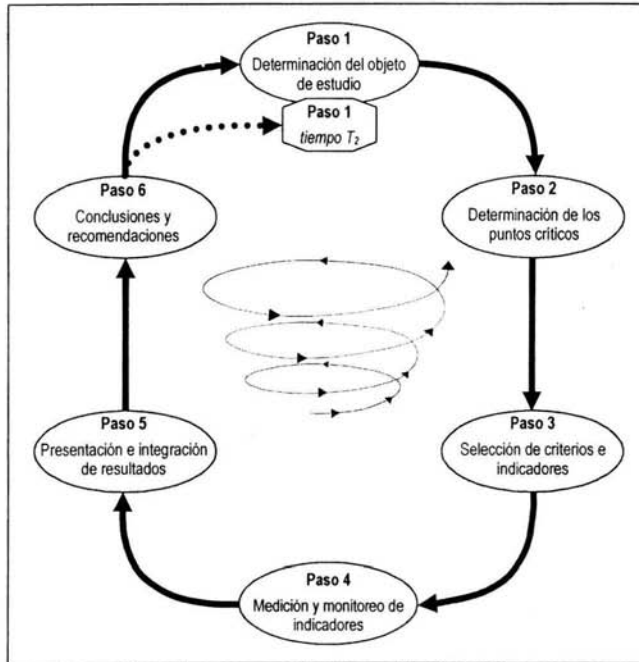 Paso 1
Determinación del objeto
de estudio
Paso 1
tiempo T₂
Paso 2
Determinación de los
puntos críticos
Paso 3
Selección de criterios e
indicadores
Paso 4
Medición y monitoreo de
indicadores
Paso 5
Presentación e integración
de resultados
Paso 6
Conclusiones y
recomendaciones